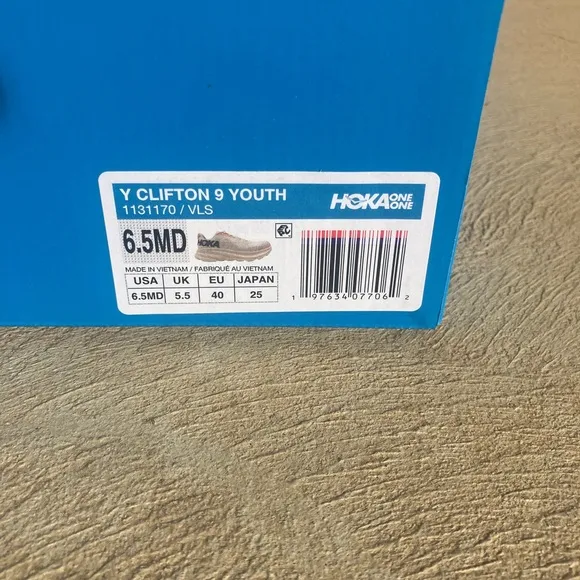 Y CLIFTON 9 YOUTH
1131170 / VLS
HOKA ONE ONE
6.5MD
HOKA
MADE IN VIETNAM / FABRIQUÉ AU VIETNAM
USA UK EU JAPAN
6.5MD 5.5 40 25
1 97634 07706 2